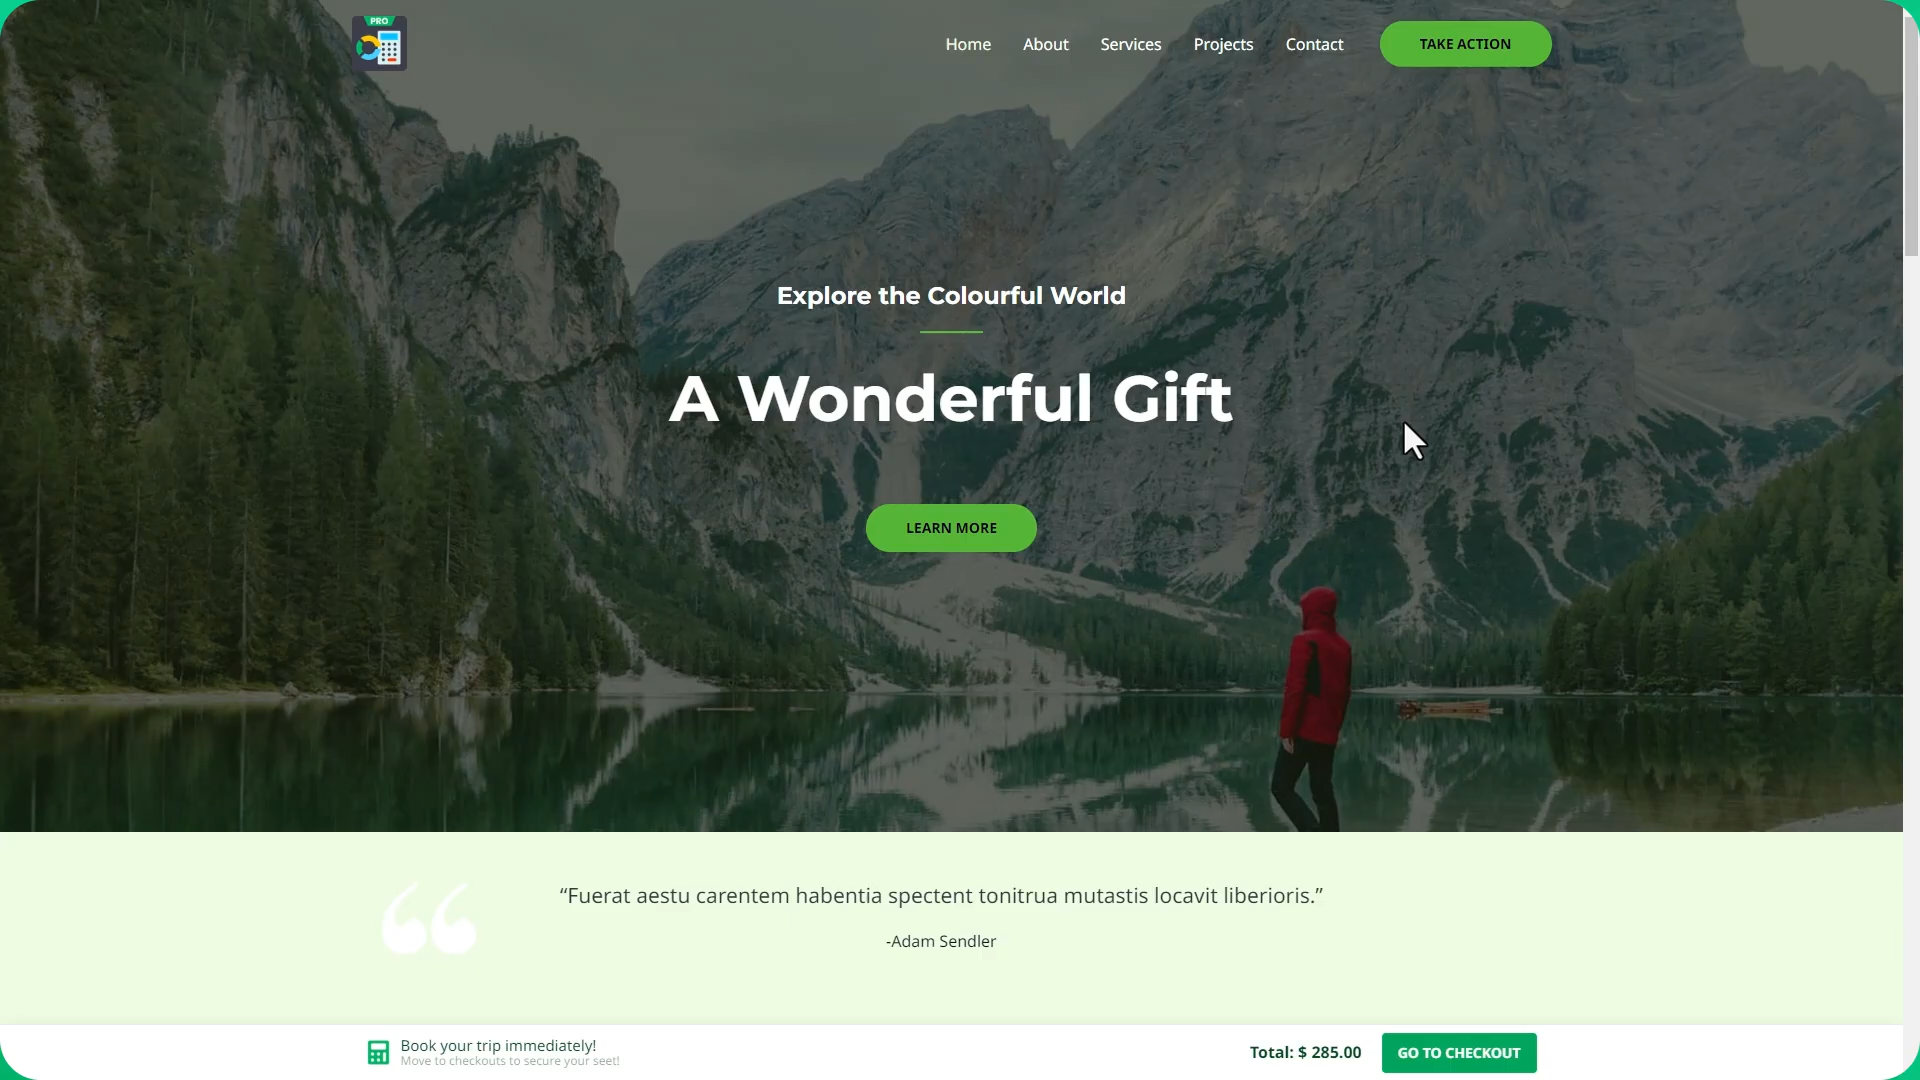 PRO
Home About Services Projects Contact TAKE ACTION
Explore the Colourful World
A Wonderful Gift
LEARN MORE
“Fuerat aestu carentem habentia spectent tonitrua mutastis locavit liberioris.”
-Adam Sendler
Book your trip immediately!
Move to checkouts to secure your seet!
Total: $ 285.00 GO TO CHECKOUT